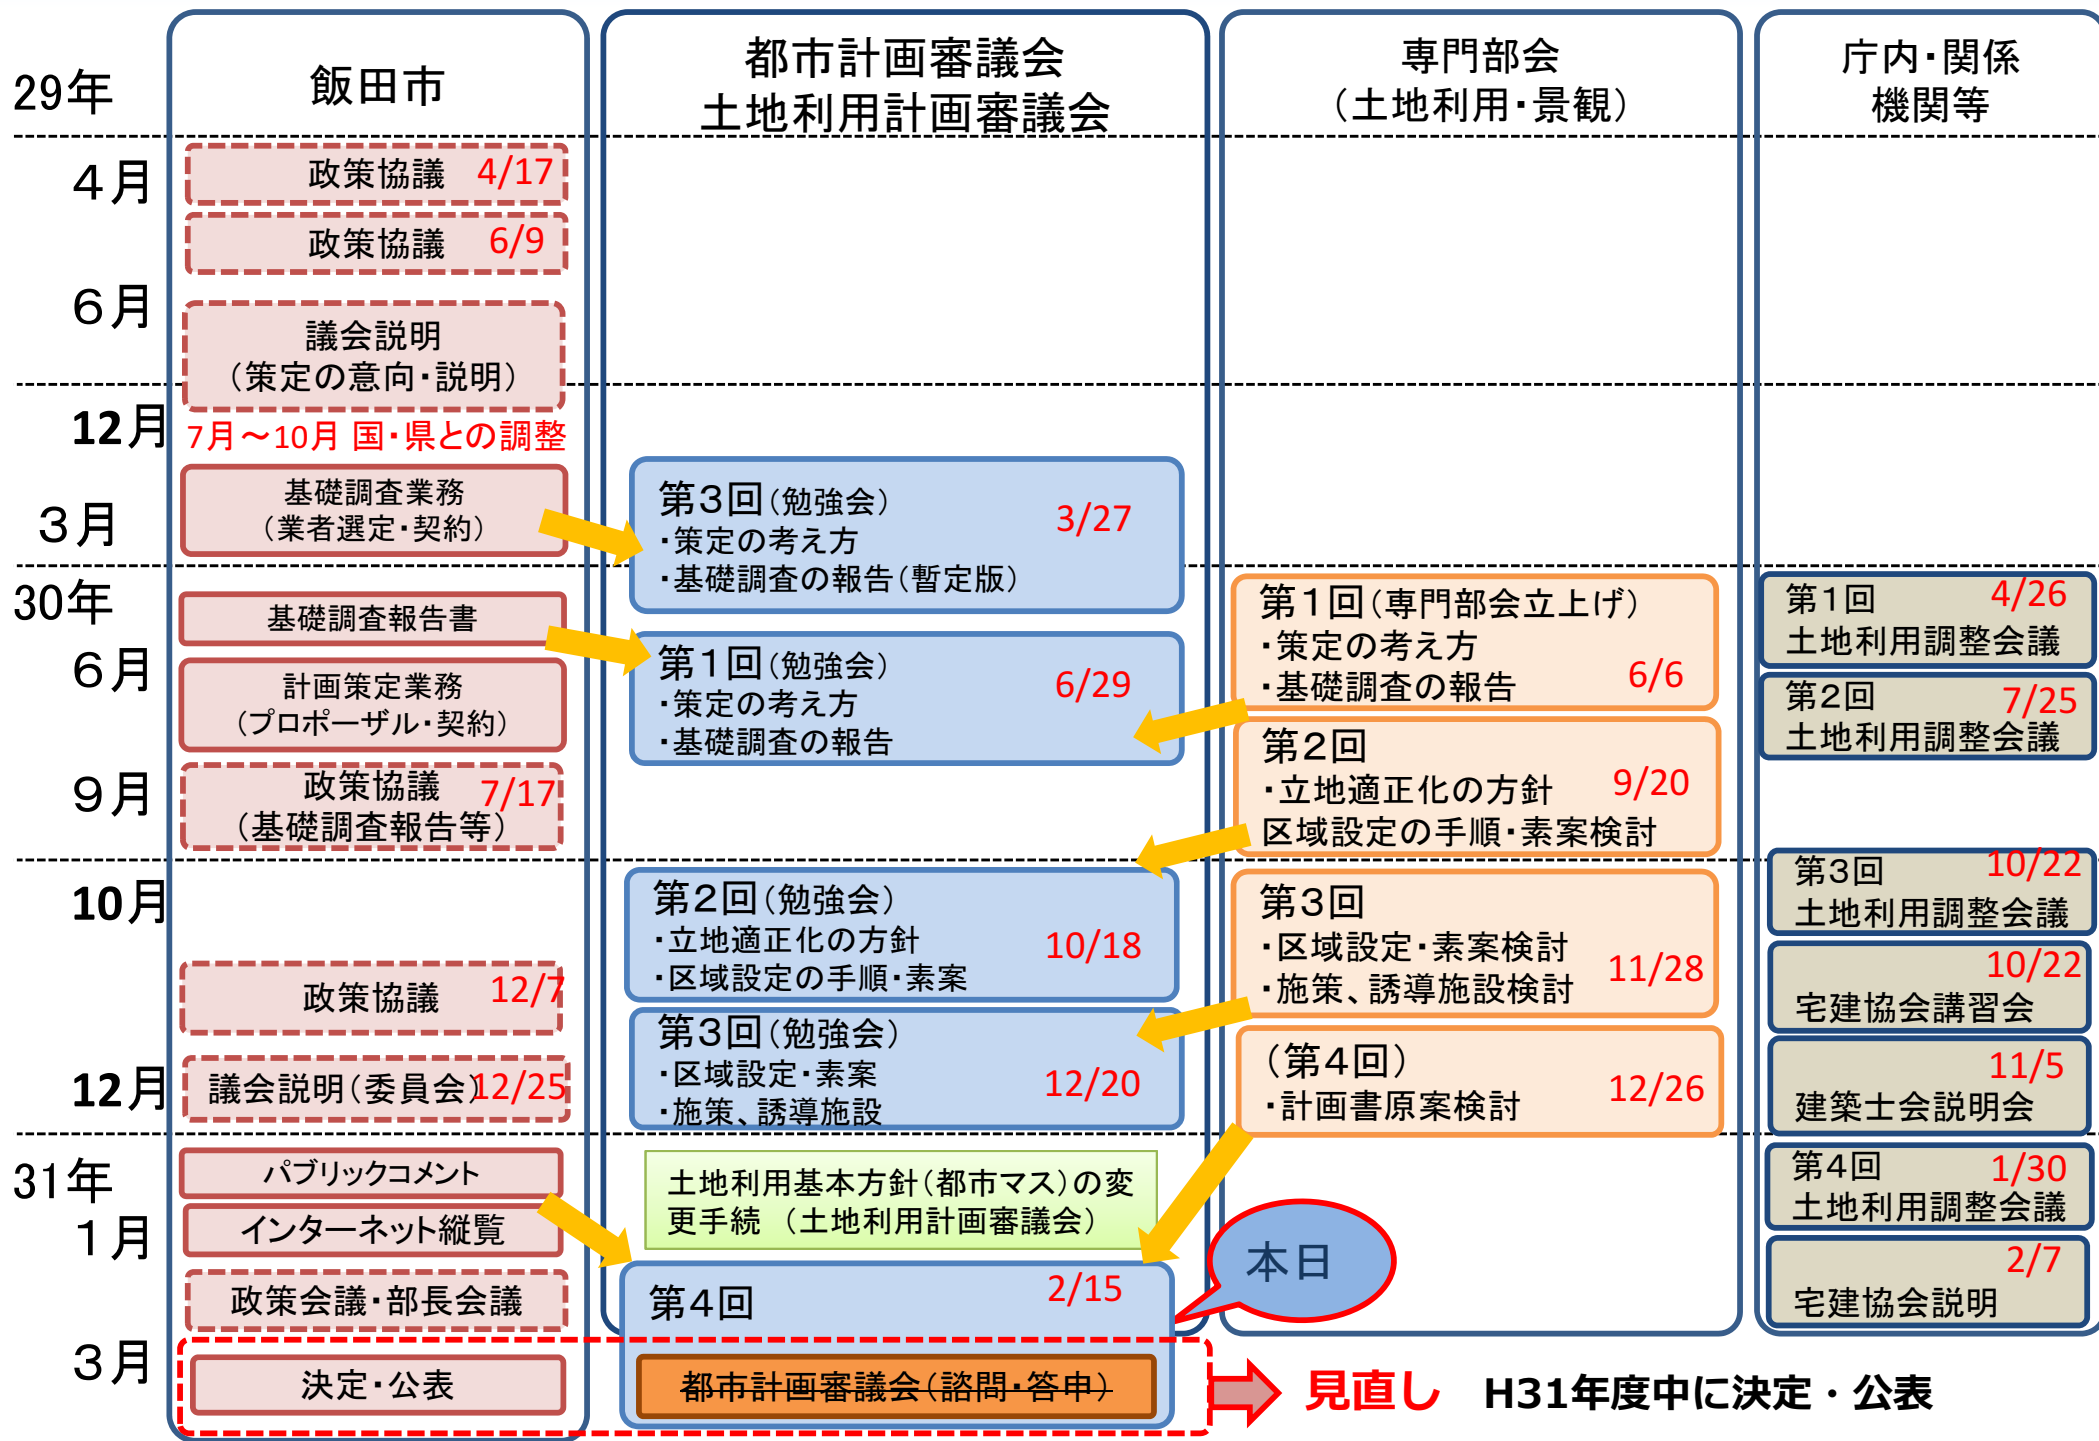 29年
飯田市
都市計画審議会
土地利用計画審議会
専門部会
（土地利用・景観）
庁内・関係
機関等
4月
6月
12月
3月
30年
6月
9月
10月
12月
31年
1月
3月
政策協議 4/17
政策協議 6/9
議会説明
（策定の意向・説明）
7月～10月 国・県との調整
基礎調査業務
（業者選定・契約）
基礎調査報告書
計画策定業務
（プロポーザル・契約）
政策協議 7/17
（基礎調査報告等）
政策協議 12/7
議会説明（委員会）12/25
パブリックコメント
インターネット縦覧
政策会議・部長会議
決定・公表
第3回（勉強会） 3/27
・策定の考え方
・基礎調査の報告（暫定版）
第1回（勉強会） 6/29
・策定の考え方
・基礎調査の報告
第2回（勉強会）
・立地適正化の方針 10/18
・区域設定の手順・素案
第3回（勉強会）
・区域設定・素案 12/20
・施策、誘導施設
土地利用基本方針（都市マス）の変
更手続 （土地利用計画審議会）
第4回 2/15
都市計画審議会（諮問・答申）
第1回（専門部会立上げ）
・策定の考え方
・基礎調査の報告 6/6
第2回
・立地適正化の方針 9/20
区域設定の手順・素案検討
第3回
・区域設定・素案検討
・施策、誘導施設検討 11/28
（第4回）
・計画書原案検討 12/26
本日
第1回 4/26
土地利用調整会議
第2回 7/25
土地利用調整会議
第3回 10/22
土地利用調整会議
10/22
宅建協会講習会
11/5
建築士会説明会
第4回 1/30
土地利用調整会議
2/7
宅建協会説明
見直し H31年度中に決定・公表